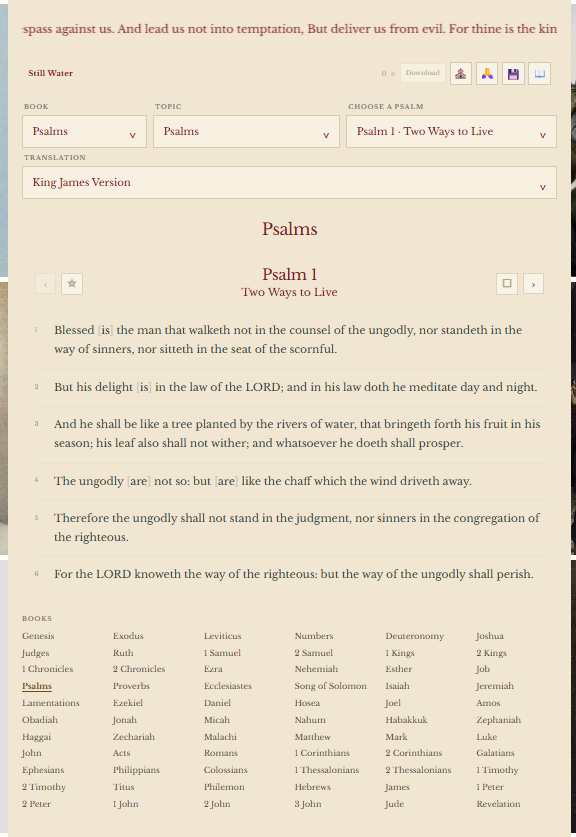 spass against us. And lead us not into temptation, But deliver us from evil. For thine is the kin
Still Water
0
Download
BOOK
TOPIC
CHOOSE A PSALM
Psalms
Psalms
Psalm 1 · Two Ways to Live
TRANSLATION
King James Version
Psalms
Psalm 1
Two Ways to Live
1 Blessed [is] the man that walketh not in the counsel of the ungodly, nor standeth in the
way of sinners, nor sitteth in the seat of the scornful.
2 But his delight [is] in the law of the LORD; and in his law doth he meditate day and night.
3 And he shall be like a tree planted by the rivers of water, that bringeth forth his fruit in his
season; his leaf also shall not wither; and whatsoever he doeth shall prosper.
4 The ungodly [are] not so: but [are] like the chaff which the wind driveth away.
5 Therefore the ungodly shall not stand in the judgment, nor sinners in the congregation of
the righteous.
6 For the LORD knoweth the way of the righteous: but the way of the ungodly shall perish.
BOOKS
Genesis Exodus Leviticus Numbers Deuteronomy Joshua
Judges Ruth 1 Samuel 2 Samuel 1 Kings 2 Kings
1 Chronicles 2 Chronicles Ezra Nehemiah Esther Job
Psalms Proverbs Ecclesiastes Song of Solomon Isaiah Jeremiah
Lamentations Ezekiel Daniel Hosea Joel Amos
Obadiah Jonah Micah Nahum Habakkuk Zephaniah
Haggai Zechariah Malachi Matthew Mark Luke
John Acts Romans 1 Corinthians 2 Corinthians Galatians
Ephesians Philippians Colossians 1 Thessalonians 2 Thessalonians 1 Timothy
2 Timothy Titus Philemon Hebrews James 1 Peter
2 Peter 1 John 2 John 3 John Jude Revelation